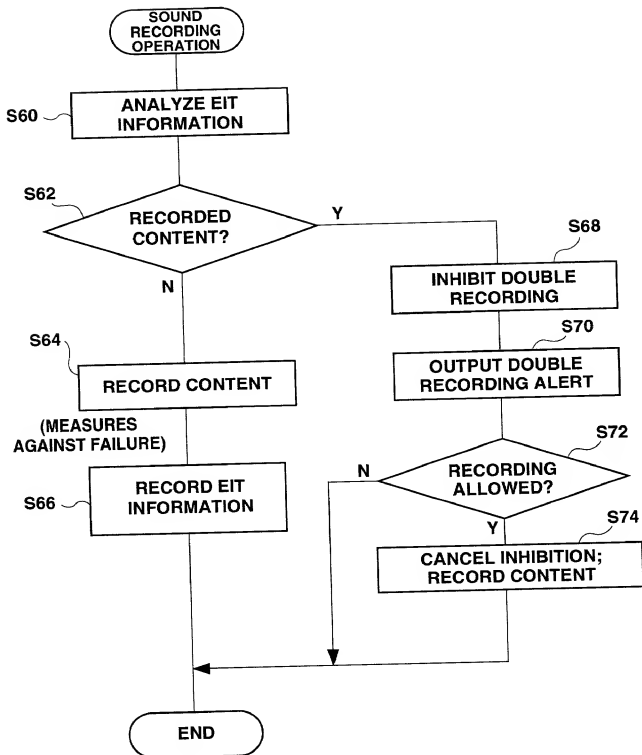 SOUND
RECORDING
OPERATION
S60
ANALYZE EIT
INFORMATION
S62
RECORDED
CONTENT?
Y
N
S68
INHIBIT DOUBLE
RECORDING
S70
OUTPUT DOUBLE
RECORDING ALERT
S64
RECORD CONTENT
(MEASURES
AGAINST FAILURE)
S66
RECORD EIT
INFORMATION
S72
RECORDING
ALLOWED?
N
Y
S74
CANCEL INHIBITION;
RECORD CONTENT
END